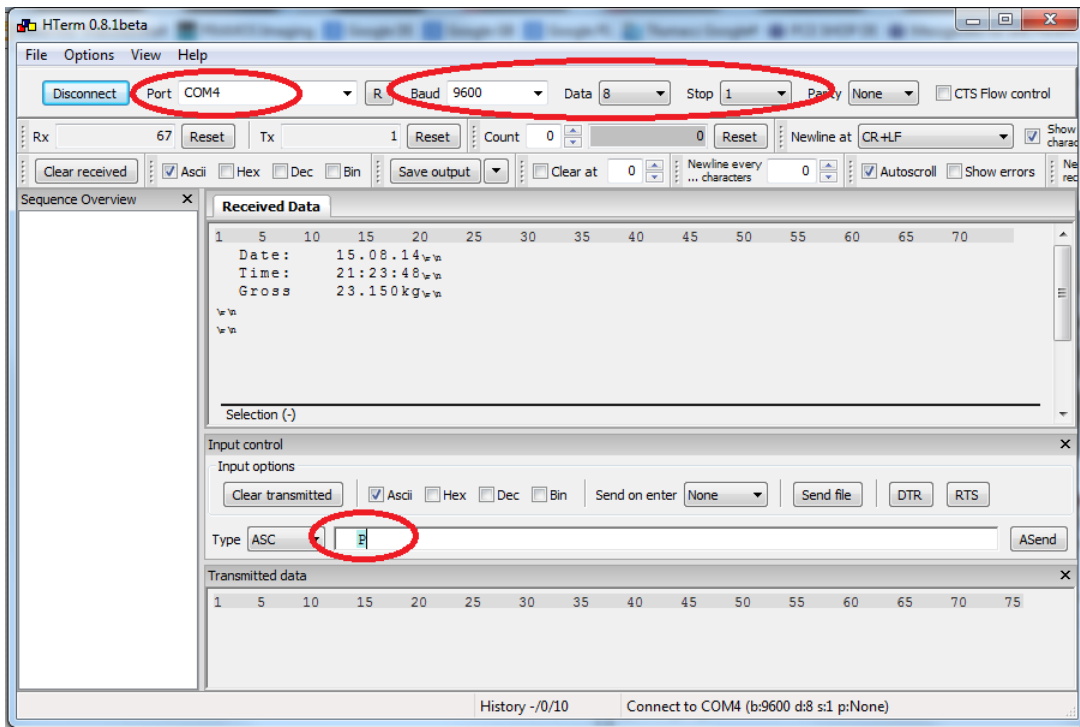 HTerm 0.8.1beta
File Options View Help
Disconnect Port COM4 R Baud 9600 Data 8 Stop 1 Parity None CTS Flow control
Rx 67 Reset Tx 1 Reset Count 0 0 Reset Newline at CR+LF Show
charac
Clear received Ascii Hex Dec Bin Save output Clear at 0 Newline every
... characters 0 Autoscroll Show errors Ne
rec
Sequence Overview
Received Data
1 5 10 15 20 25 30 35 40 45 50 55 60 65 70
Date: 15.08.14\r\n
Time: 21:23:48\r\n
Gross 23.150kg\r\n
\r\n
\r\n
Selection (-)
Input control
Input options
Clear transmitted Ascii Hex Dec Bin Send on enter None Send file DTR RTS
Type ASC P ASend
Transmitted data
1 5 10 15 20 25 30 35 40 45 50 55 60 65 70 75
History -/0/10 Connect to COM4 (b:9600 d:8 s:1 p:None)